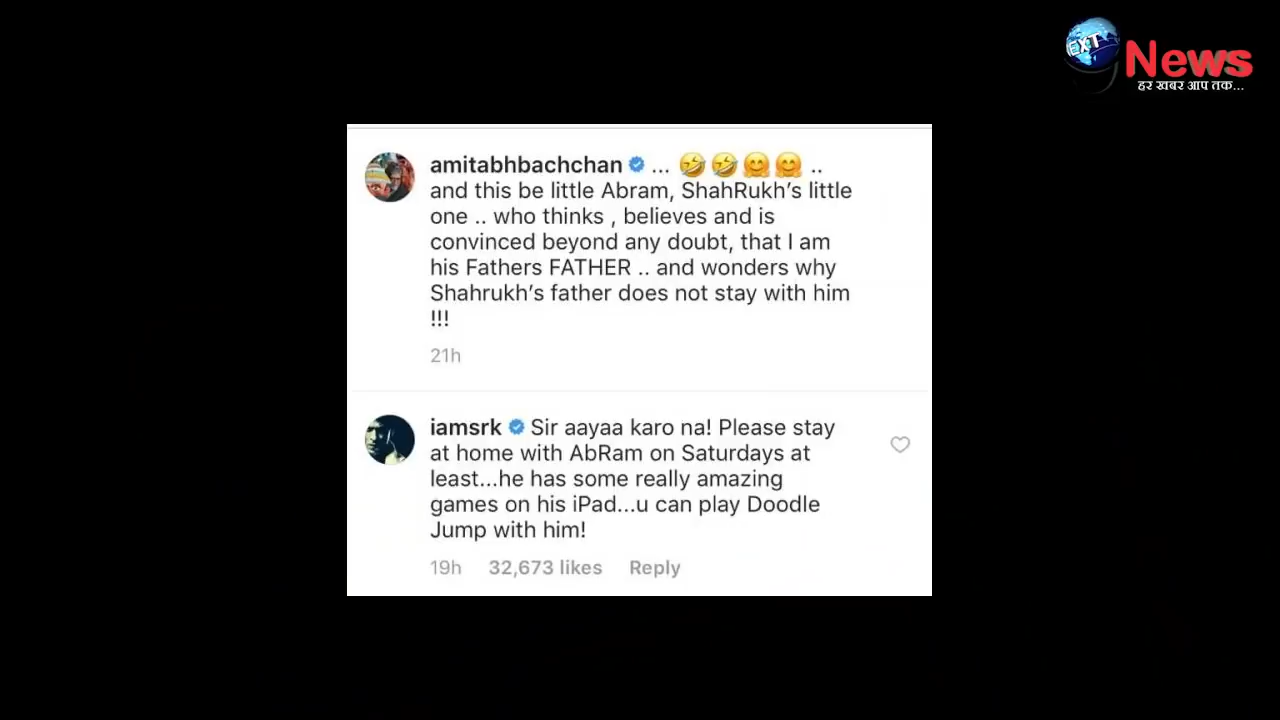 EXT
News
हर खबर आप तक...
amitabhbachchan ... 🤣🤣🤗🤗 ..
and this be little Abram, ShahRukh's little
one .. who thinks , believes and is
convinced beyond any doubt, that I am
his Fathers FATHER .. and wonders why
Shahrukh's father does not stay with him
!!!
21h
iamsrk Sir aayaa karo na! Please stay
at home with AbRam on Saturdays at
least...he has some really amazing
games on his iPad...u can play Doodle
Jump with him!
19h 32,673 likes Reply